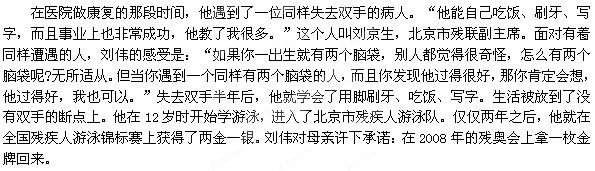 在医院做康复的那段时间，他遇到了一位同样失去双手的病人。“他能自己吃饭、刷牙、写
字，而且事业上也非常成功，他教了我很多。”这个人叫刘京生，北京市残联副主席。面对有着
同样遭遇的人，刘伟的感受是：“如果你一出生就有两个脑袋，别人都觉得很奇怪，怎么有两个
脑袋呢?无所适从。但当你遇到一个同样有两个脑袋的人，而且你发现他过得很好，那你肯定会想，
他过得好，我也可以。”失去双手半年后，他就学会了用脚刷牙、吃饭、写字。生活被放到了没
有双手的断点上。他在 12 岁时开始学游泳，进入了北京市残疾人游泳队。仅仅两年之后，他就在
全国残疾人游泳锦标赛上获得了两金一银。刘伟对母亲许下承诺：在 2008 年的残奥会上拿一枚金
牌回来。